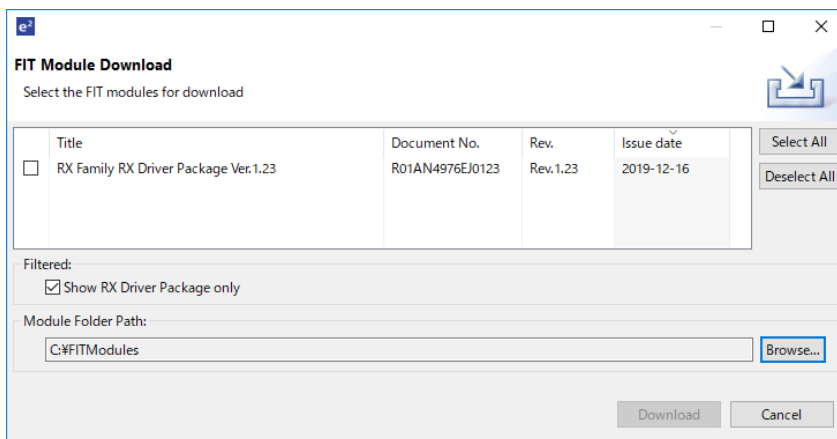 e²
FIT Module Download
Select the FIT modules for download
Title Document No. Rev. Issue date
RX Family RX Driver Package Ver.1.23 R01AN4976EJ0123 Rev.1.23 2019-12-16
Select All
Deselect All
Filtered:
Show RX Driver Package only
Module Folder Path:
C:¥FITModules
Browse...
Download Cancel